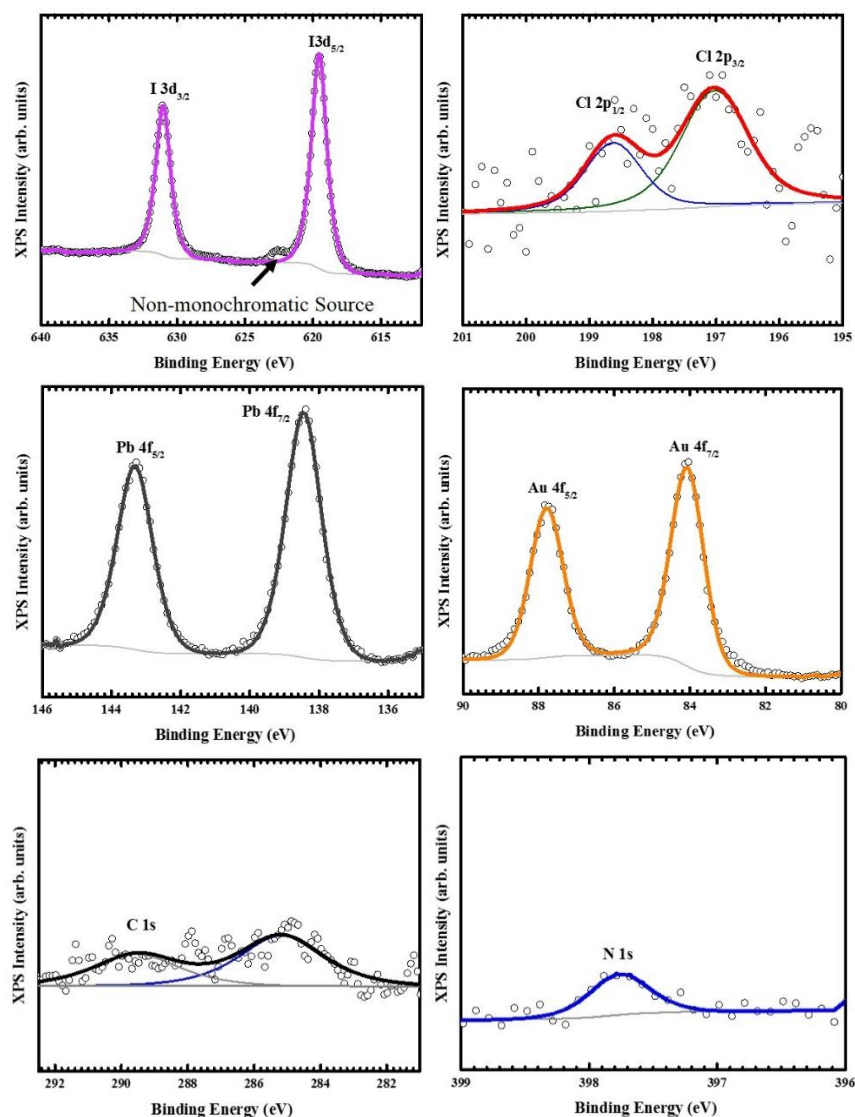 I 3d3/2
I3d5/2
Non-monochromatic Source
XPS Intensity (arb. units)
640 635 630 625 620 615
Binding Energy (eV)
Cl 2p1/2
Cl 2p3/2
XPS Intensity (arb. units)
201 200 199 198 197 196 195
Binding Energy (eV)
Pb 4f5/2
Pb 4f7/2
XPS Intensity (arb. units)
146 144 142 140 138 136
Binding Energy (eV)
Au 4f5/2
Au 4f7/2
XPS Intensity (arb. units)
90 88 86 84 82 80
Binding Energy (eV)
C 1s
XPS Intensity (arb. units)
292 290 288 286 284 282
Binding Energy (eV)
N 1s
XPS Intensity (arb. units)
399 398 397 396
Binding Energy (eV)